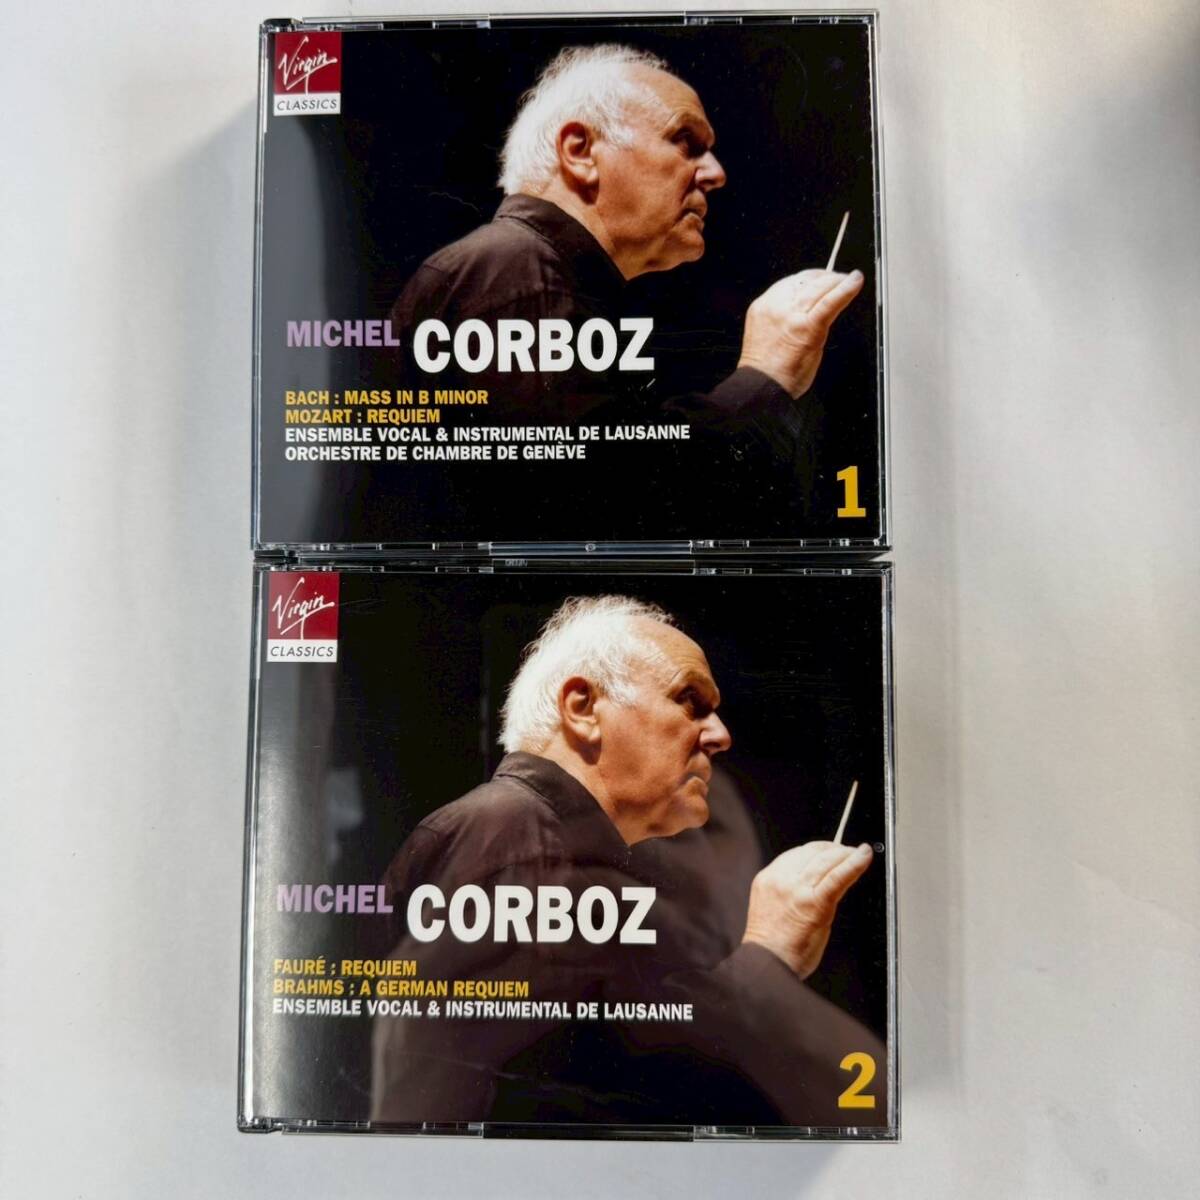 Virgin
CLASSICS
MICHEL CORBOZ
BACH : MASS IN B MINOR
MOZART : REQUIEM
ENSEMBLE VOCAL & INSTRUMENTAL DE LAUSANNE
ORCHESTRE DE CHAMBRE DE GENÈVE
1
Virgin
CLASSICS
MICHEL CORBOZ
FAURÉ : REQUIEM
BRAHMS : A GERMAN REQUIEM
ENSEMBLE VOCAL & INSTRUMENTAL DE LAUSANNE
2